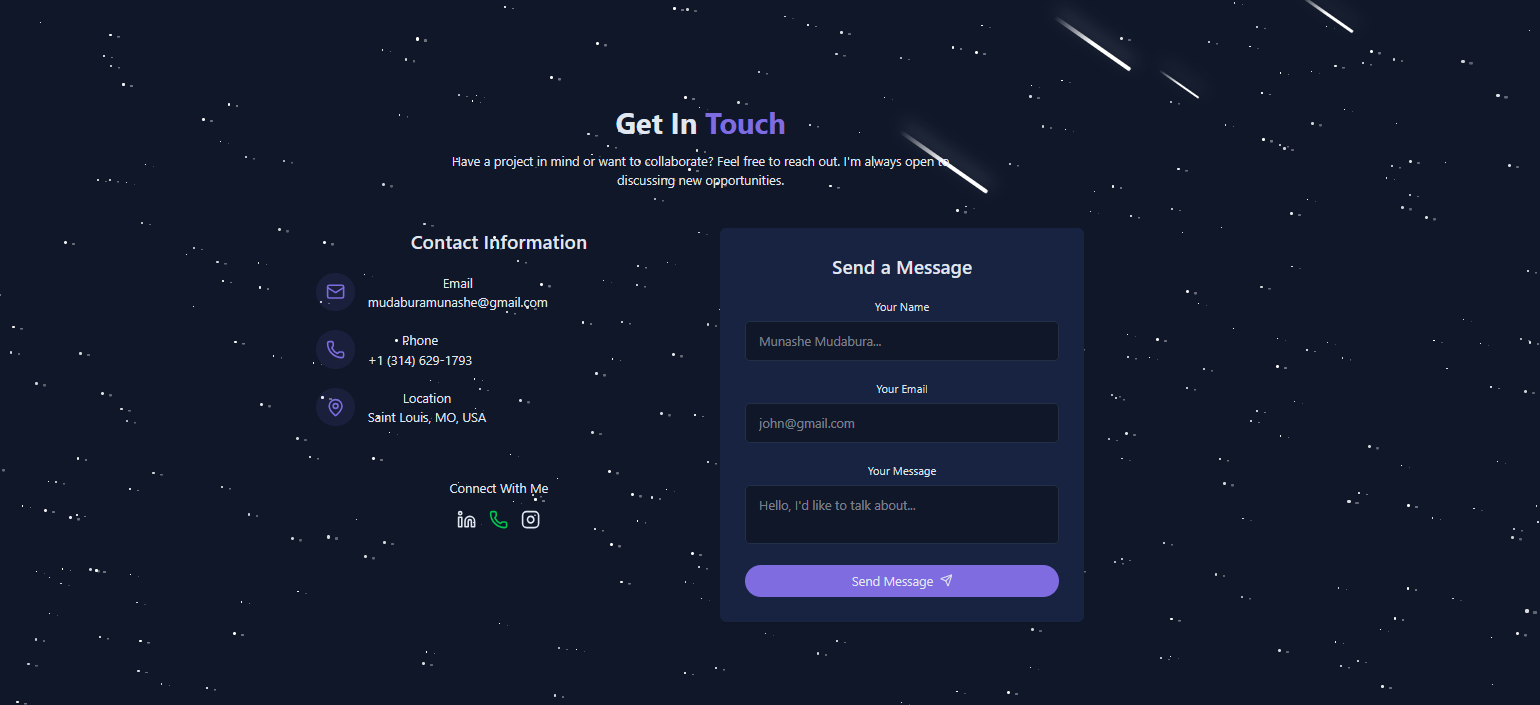 Get In Touch
Have a project in mind or want to collaborate? Feel free to reach out. I'm always open to
discussing new opportunities.
Contact Information
Email
mudaburamunashe@gmail.com
Phone
+1 (314) 629-1793
Location
Saint Louis, MO, USA
Connect With Me
Send a Message
Your Name
Munashe Mudabura...
Your Email
john@gmail.com
Your Message
Hello, I'd like to talk about...
Send Message